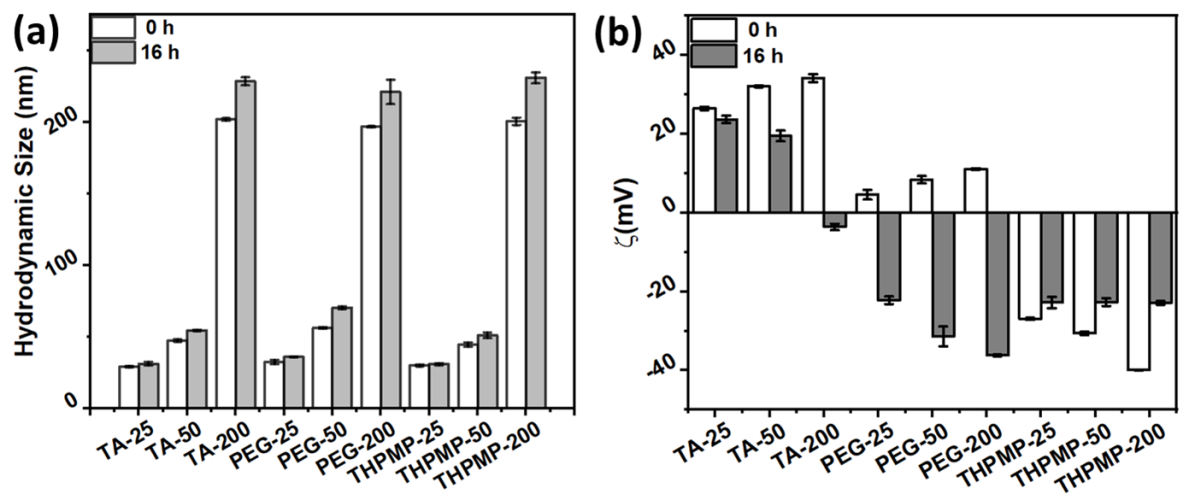 (a)
0 h
16 h
Hydrodynamic Size (nm)
200
100
0
TA-25
TA-50
TA-200
PEG-25
PEG-50
PEG-200
THPMP-25
THPMP-50
THPMP-200
(b)
0 h
16 h
ζ(mV)
40
20
0
-20
-40
TA-25
TA-50
TA-200
PEG-25
PEG-50
PEG-200
THPMP-25
THPMP-50
THPMP-200